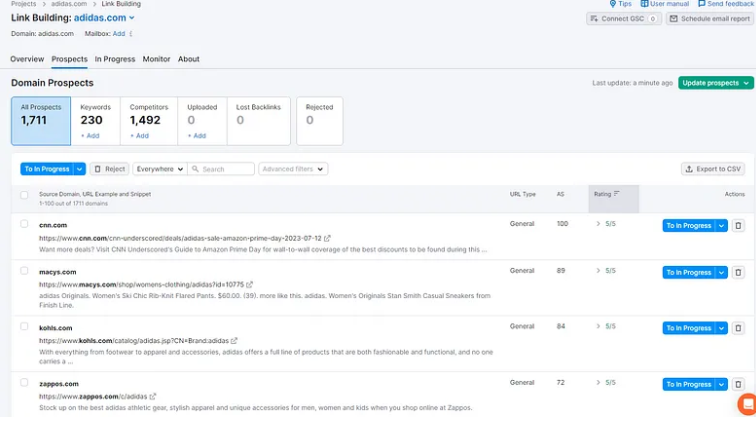 Projects > adidas.com > Link Building
Tips User manual Send feedback
Link Building: adidas.com
Connect GSC 0 Schedule email report
Domain: adidas.com Mailbox: Add
Overview Prospects In Progress Monitor About
Domain Prospects
Last update: a minute ago Update prospects
All Prospects Keywords Competitors Uploaded Lost Backlinks Rejected
1,711 230 1,492 0 0 0
+ Add + Add + Add
To In Progress Reject Everywhere Search Advanced filters Export to CSV
Source Domain, URL Example and Snippet URL Type AS Rating Actions
1-100 out of 1711 domains
cnn.com General 100 > 5/5 To In Progress
https://www.cnn.com/cnn-underscored/deals/adidas-sale-amazon-prime-day-2023-07-12
Want more deals? Visit CNN Underscored's Guide to Amazon Prime Day for wall-to-wall coverage of the best discounts to be found during this ...
macys.com General 89 > 5/5 To In Progress
https://www.macys.com/shop/womens-clothing/adidas?id=10775
adidas Originals. Women's Ski Chic Rib-Knit Flared Pants. $60.00. (39). more like this. adidas. Women's Originals Stan Smith Casual Sneakers from
Finish Line.
kohls.com General 84 > 5/5 To In Progress
https://www.kohls.com/catalog/adidas.jsp?CN=Brand:adidas
With everything from footwear to apparel and accessories, adidas offers a full line of products that are both fashionable and functional, and no one
carries a ...
zappos.com General 72 > 5/5 To In Progress
https://www.zappos.com/c/adidas
Stock up on the best adidas athletic gear, stylish apparel and unique accessories for men, women and kids when you shop online at Zappos.